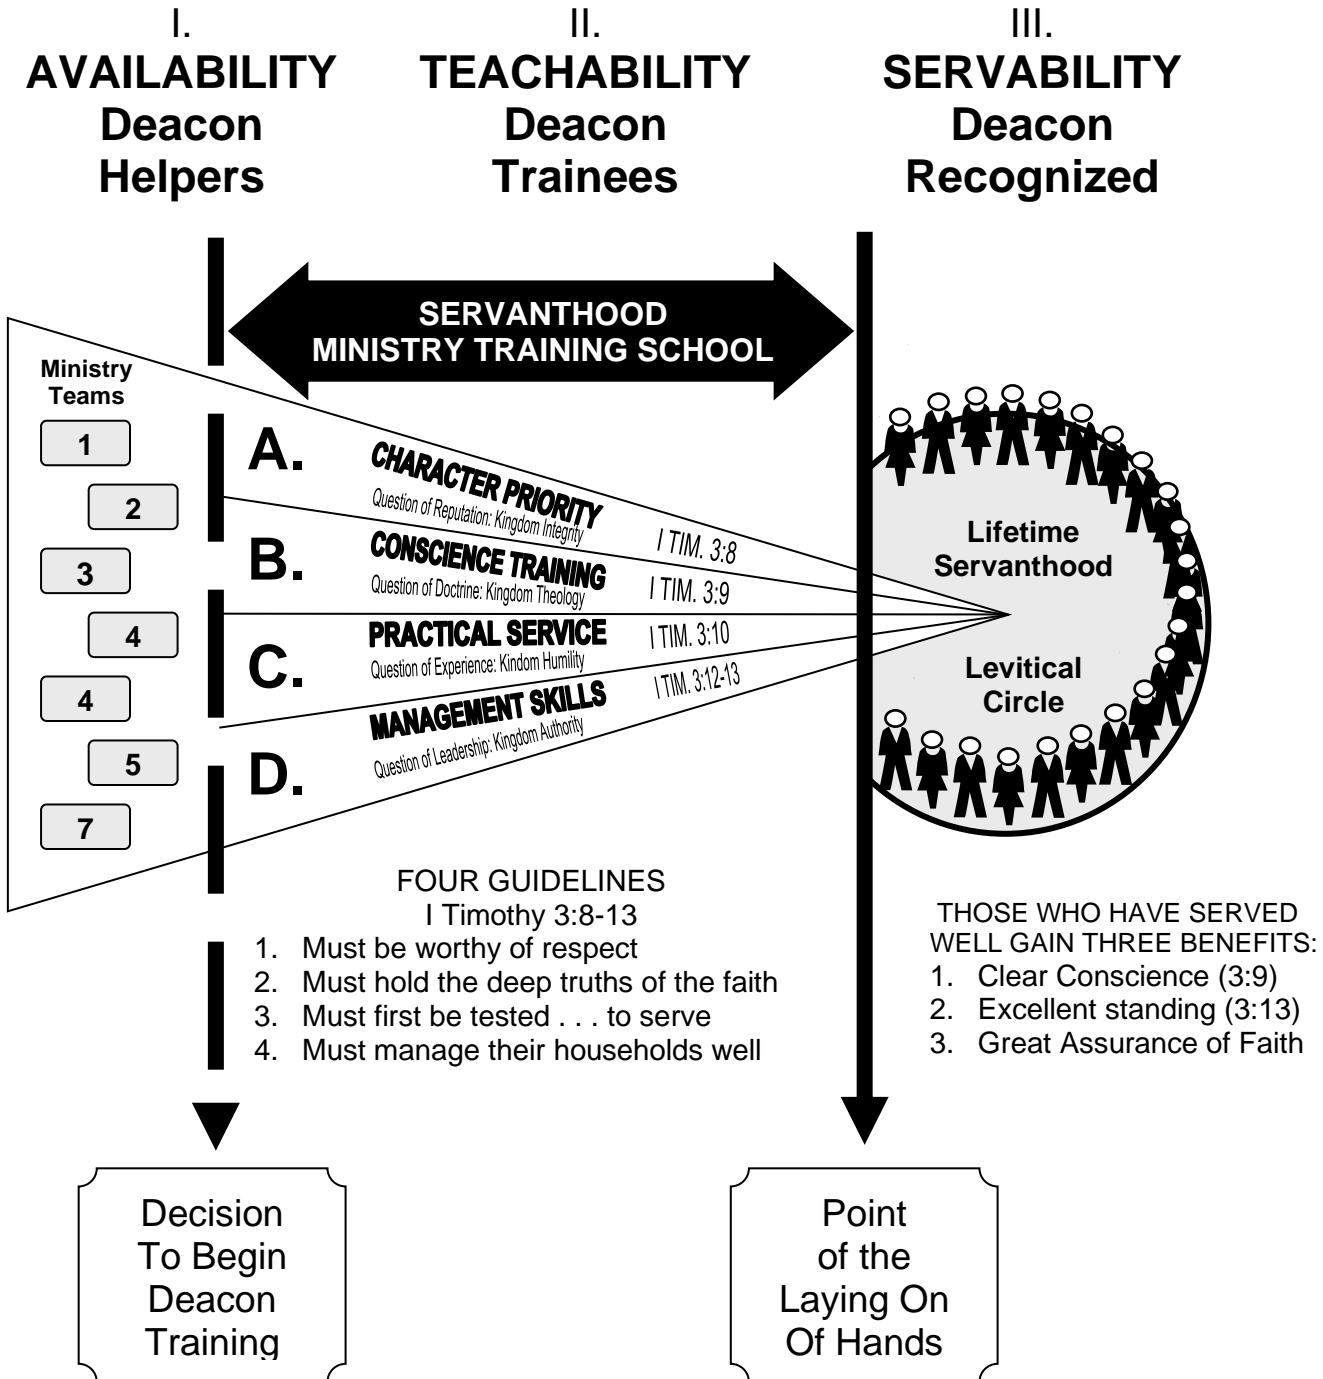 I.
AVAILABILITY
Deacon
Helpers
II.
TEACHABILITY
Deacon
Trainees
III.
SERVABILITY
Deacon
Recognized
SERVANTHOOD
MINISTRY TRAINING SCHOOL
Ministry
Teams
1
2
3
4
4
5
7
A.
CHARACTER PRIORITY
Question of Reputation: Kingdom Integrity
I TIM. 3:8
B.
CONSCIENCE TRAINING
Question of Doctrine: Kingdom Theology
I TIM. 3:9
C.
PRACTICAL SERVICE
Question of Experience: Kindom Humility
I TIM. 3:10
D.
MANAGEMENT SKILLS
Question of Leadership: Kingdom Authority
I TIM. 3:12-13
Lifetime
Servanthood
Levitical
Circle
FOUR GUIDELINES
I Timothy 3:8-13
1. Must be worthy of respect
2. Must hold the deep truths of the faith
3. Must first be tested . . . to serve
4. Must manage their households well
THOSE WHO HAVE SERVED
WELL GAIN THREE BENEFITS:
1. Clear Conscience (3:9)
2. Excellent standing (3:13)
3. Great Assurance of Faith
Decision
To Begin
Deacon
Training
Point
of the
Laying On
Of Hands